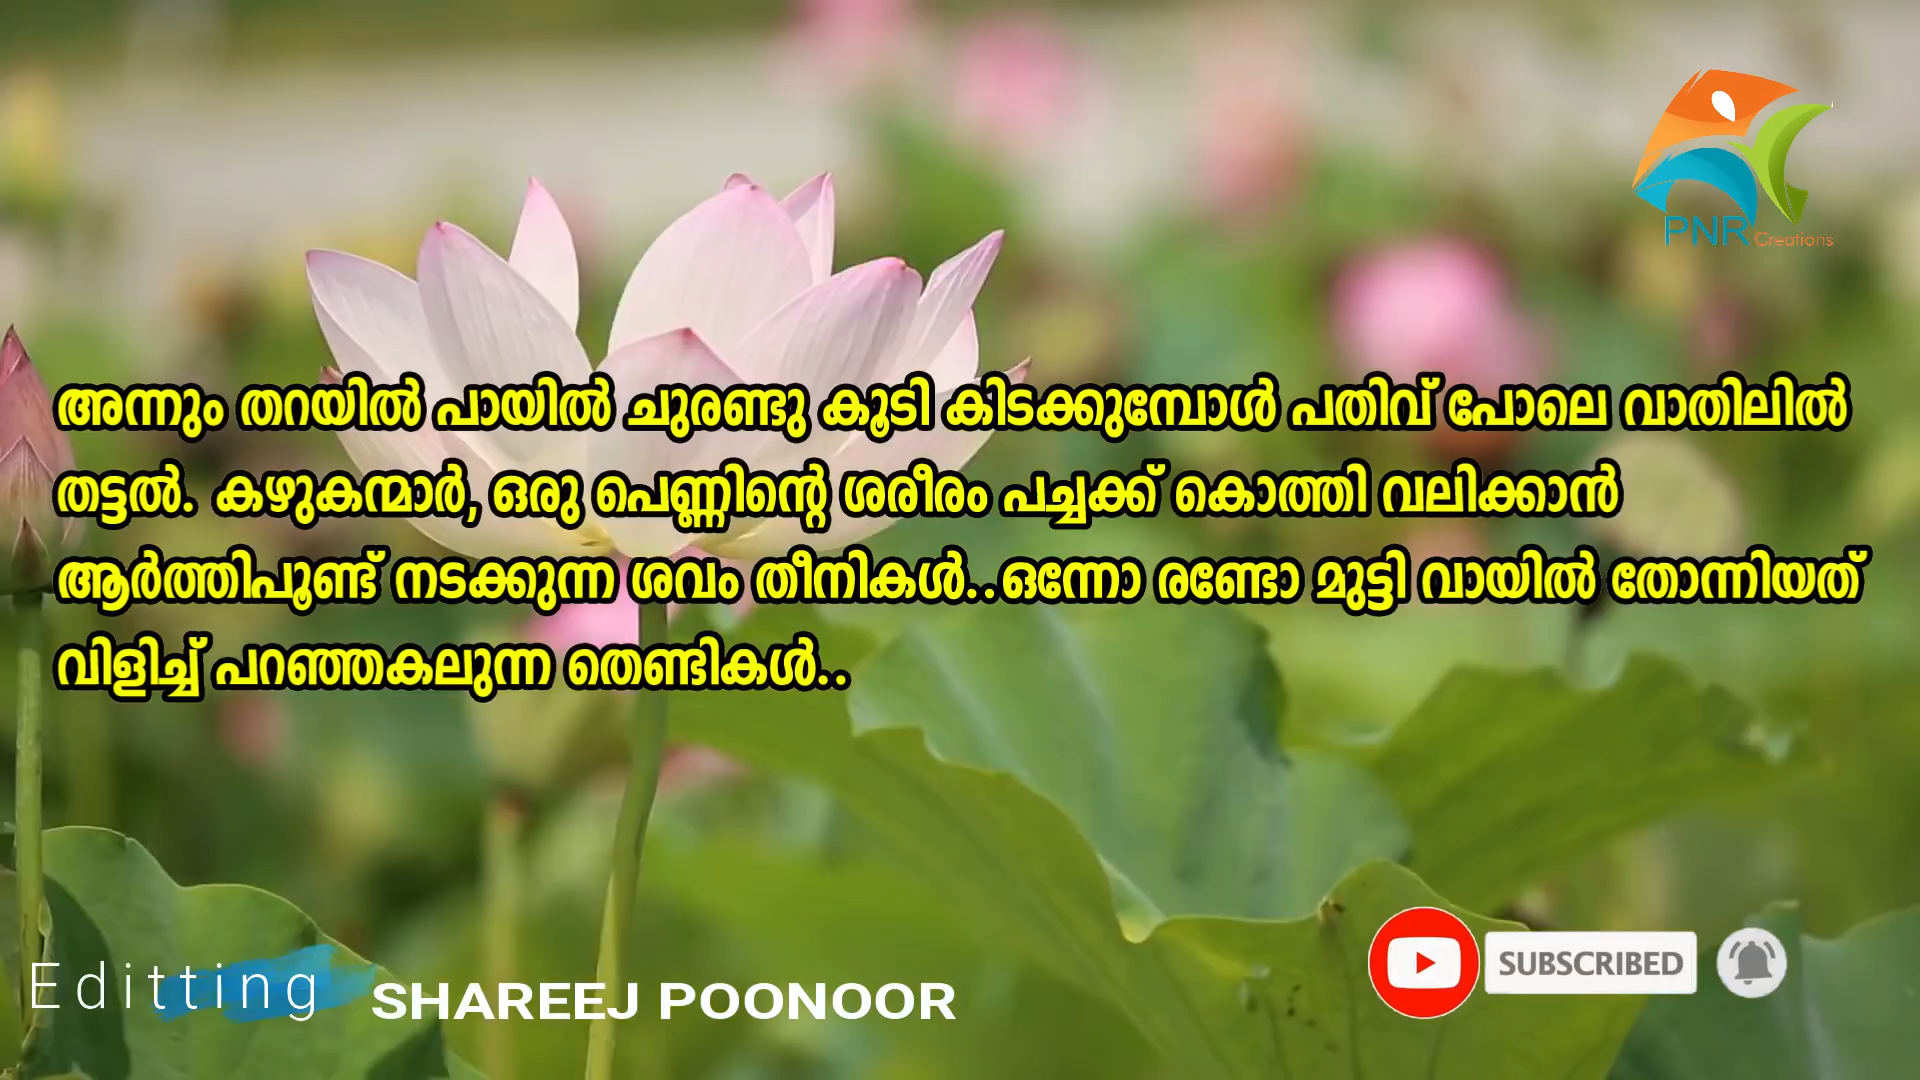 PNR Creations
അന്നും തറയിൽ പായിൽ ചുരണ്ടു കൂടി കിടക്കുമ്പോൾ പതിവ് പോലെ വാതിലിൽ
തട്ടൽ. കഴുകന്മാർ, ഒരു പെണ്ണിന്റെ ശരീരം പച്ചക്ക് കൊത്തി വലിക്കാൻ
ആർത്തിപൂണ്ട് നടക്കുന്ന ശവം തീനികൾ..ഒന്നോ രണ്ടോ മുട്ടി വായിൽ തോന്നിയത്
വിളിച്ച് പറഞ്ഞകലുന്ന തെണ്ടികൾ..
Editting SHAREEJ POONOOR
SUBSCRIBED